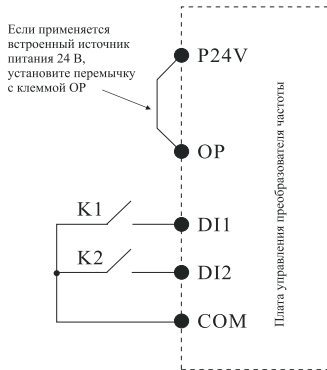 Если применяется
встроенный источник
питания 24 В,
установите перемычку
с клеммой ОР
P24V
OP
K1
DI1
K2
DI2
COM
Плата управления преобразователя частоты